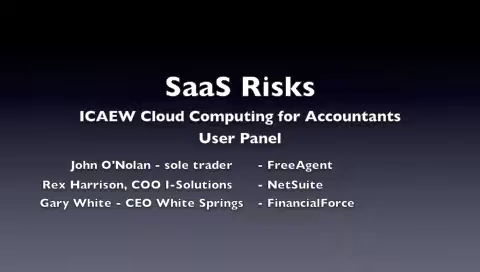 SaaS Risks
ICAEW Cloud Computing for Accountants
User Panel
John O'Nolan - sole trader - FreeAgent
Rex Harrison, COO I-Solutions - NetSuite
Gary White - CEO White Springs - FinancialForce